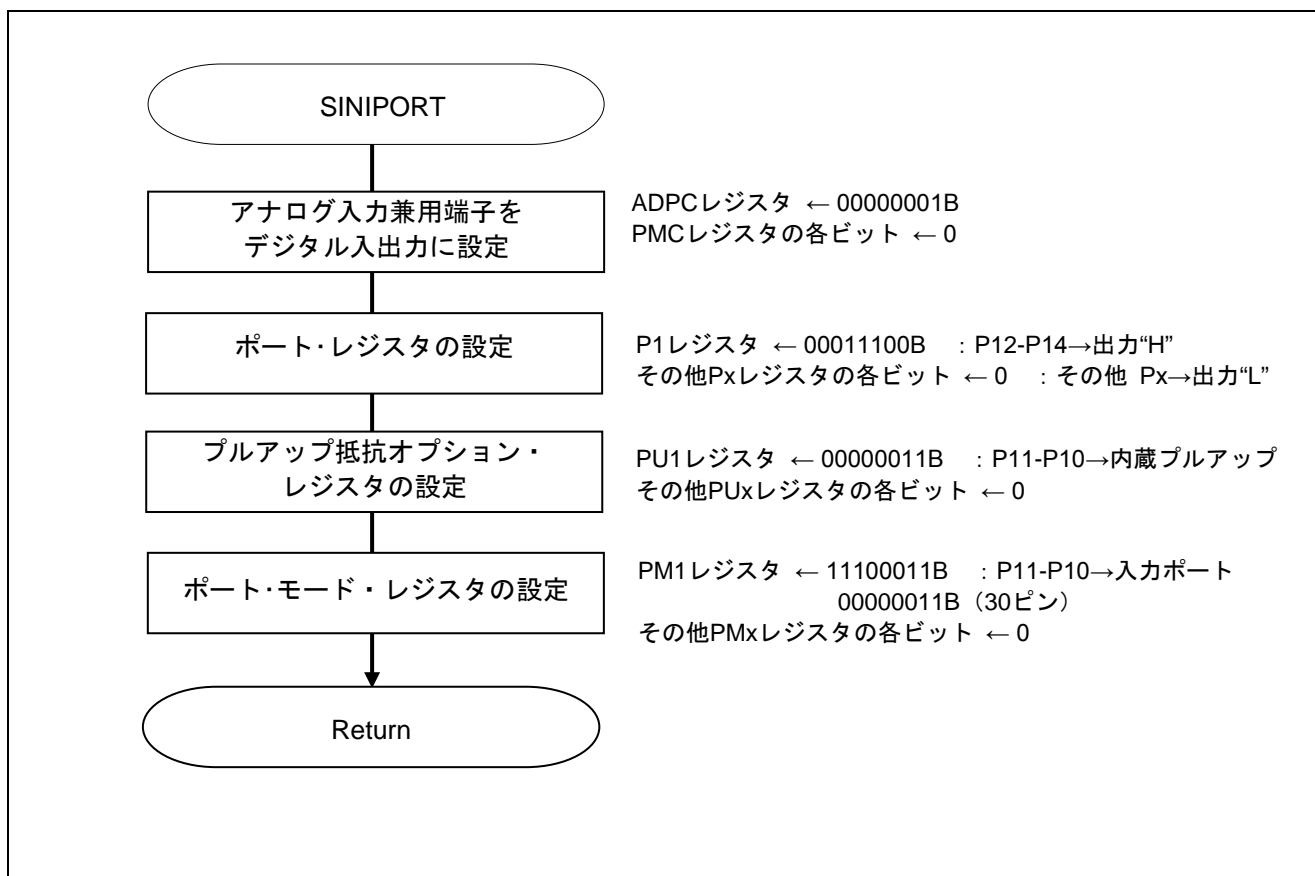 SINIPORT
アナログ入力兼用端子を
デジタル入出力に設定
ADPCレジスタ ← 00000001B
PMCレジスタの各ビット ← 0
ポート・レジスタの設定
P1レジスタ ← 00011100B :P12-P14→出力“H”
その他Pxレジスタの各ビット ← 0 :その他 Px→出力“L”
プルアップ抵抗オプション・
レジスタの設定
PU1レジスタ ← 00000011B :P11-P10→内蔵プルアップ
その他PUxレジスタの各ビット ← 0
ポート・モード・レジスタの設定
PM1レジスタ ← 11100011B :P11-P10→入力ポート
00000011B(30ピン)
その他PMxレジスタの各ビット ← 0
Return